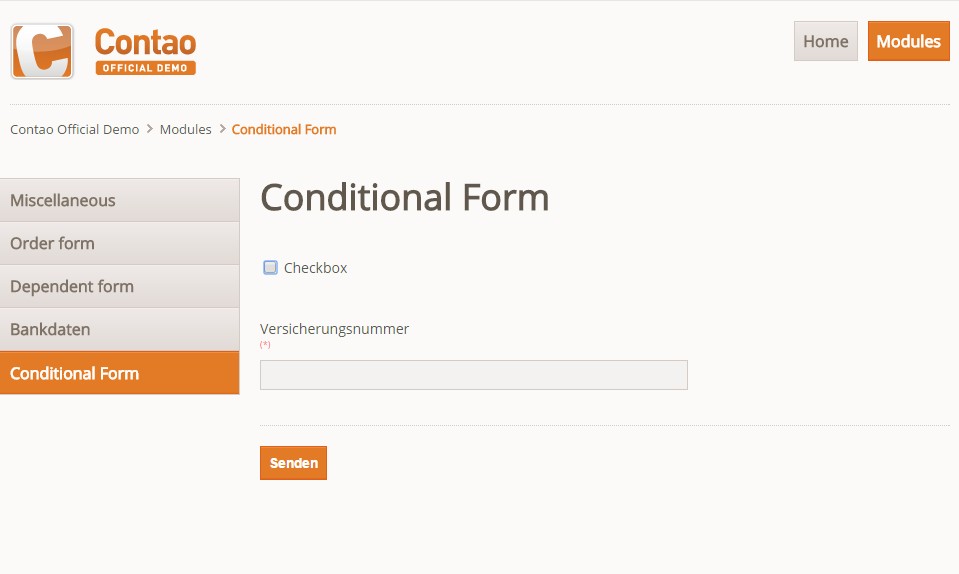 Contao
OFFICIAL DEMO
Home
Modules
Contao Official Demo > Modules > Conditional Form
Miscellaneous
Order form
Dependent form
Bankdaten
Conditional Form
Conditional Form
Checkbox
Versicherungsnummer
(*)
Senden